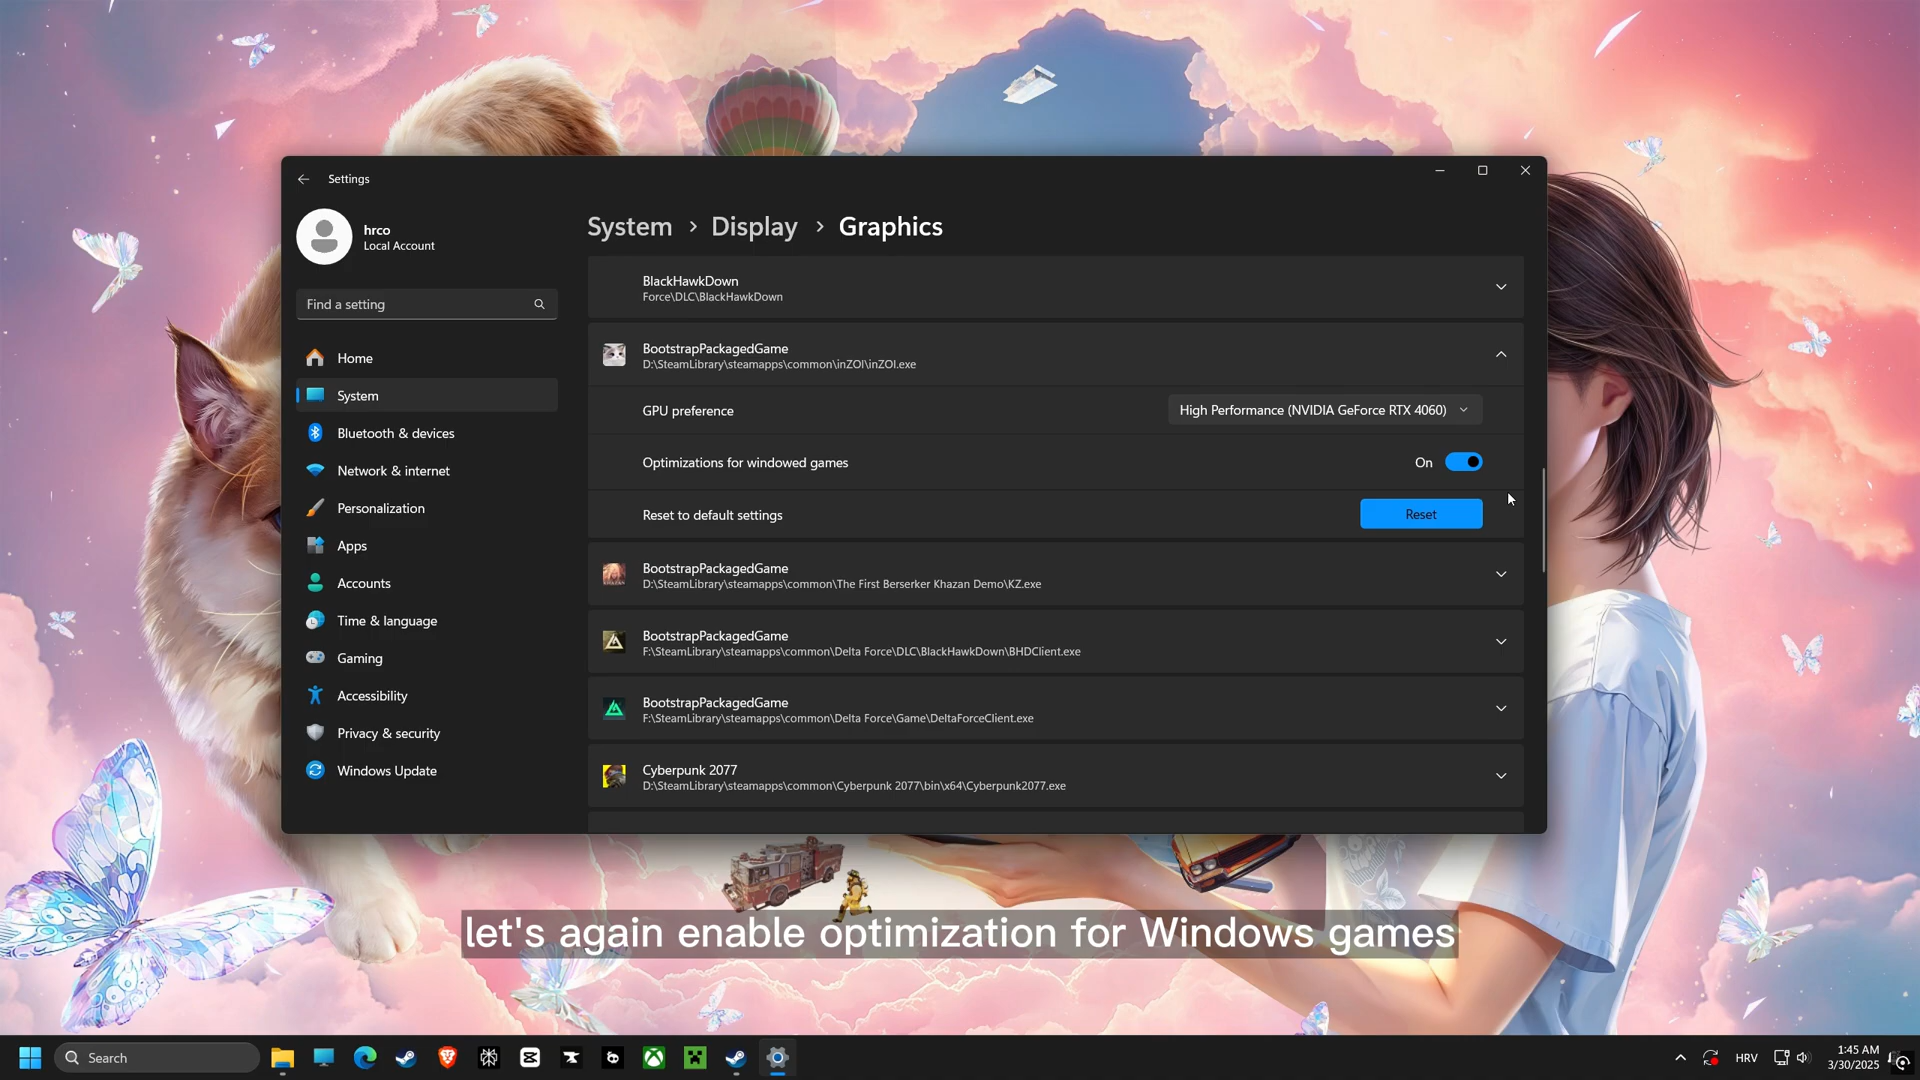 Settings
hrco
Local Account
Find a setting
Home
System
Bluetooth & devices
Network & internet
Personalization
Apps
Accounts
Time & language
Gaming
Accessibility
Privacy & security
Windows Update
System > Display > Graphics
BlackHawkDown
Force\DLC\BlackHawkDown
BootstrapPackagedGame
D:\SteamLibrary\steamapps\common\inZOI\inZOI.exe
GPU preference
High Performance (NVIDIA GeForce RTX 4060)
Optimizations for windowed games
On
Reset to default settings
Reset
BootstrapPackagedGame
D:\SteamLibrary\steamapps\common\The First Berserker Khazan Demo\KZ.exe
BootstrapPackagedGame
F:\SteamLibrary\steamapps\common\Delta Force\DLC\BlackHawkDown\BHDClient.exe
BootstrapPackagedGame
F:\SteamLibrary\steamapps\common\Delta Force\Game\DeltaForceClient.exe
Cyberpunk 2077
D:\SteamLibrary\steamapps\common\Cyberpunk 2077\bin\x64\Cyberpunk2077.exe
let's again enable optimization for Windows games
Search
HRV
1:45 AM
3/30/2025